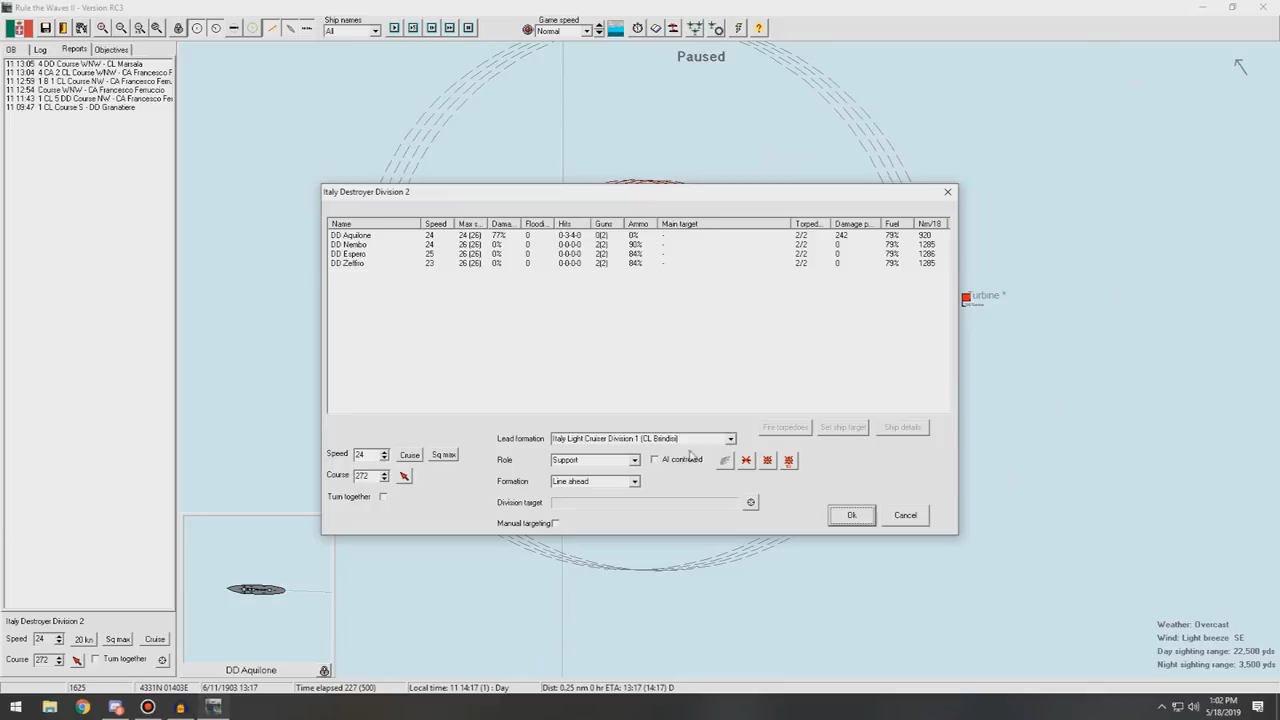 Rule the Waves II - Version RC3
Ship names
All
Game speed
Normal
OB Log Reports Objectives
11 13:05 4 DD Course WNW - CL Marsala
11 13:04 4 CA 2 CL Course WNW - CA Francesco F
11 12:59 1 B 1 CL Course NW - CA Francesco Ferru
11 12:54 Course WNW - CA Francesco Ferruccio
11 11:43 1 CL 5 DD Course NW - CA Francesco Fer
11 09:47 1 CL Course S - DD Granatiere
Paused
Italy Destroyer Division 2
Name Speed Max s... Dama... Floodi... Hits Guns Ammo Main target Torped... Damage p... Fuel Nm/18
DD Aquilone 24 24 (26) 77% 0 0-3-4-0 0(2) 0% - 2/2 242 79% 920
DD Nembo 24 26 (26) 0% 0 0-0-0-0 2(2) 90% - 2/2 0 79% 1285
DD Espero 25 26 (26) 0% 0 0-0-0-0 2(2) 84% - 2/2 0 79% 1286
DD Zeffiro 23 26 (26) 0% 0 0-0-0-0 2(2) 84% - 2/2 0 79% 1285
Turbine *
Lead formation Italy Light Cruiser Division 1 (CL Brindisi)
Fire torpedoes Set ship target Ship details
Speed 24 Cruise Sq max
Role Support AI controlled
Course 272
Formation Line ahead
Turn together
Division target
Manual targeting
Ok Cancel
Italy Destroyer Division 2
Speed 24 20 kn Sq max Cruise
Course 272 Turn together
DD Aquilone
Weather: Overcast
Wind: Light breeze SE
Day sighting range: 22,500 yds
Night sighting range: 3,500 yds
1625 4331N 01403E 6/11/1903 13:17 Time elapsed 227 (500) Local time: 11 14:17 (1) : Day Dist: 0.25 nm 0 hr ETA: 13:17 (14:17) D
1:02 PM
5/18/2019